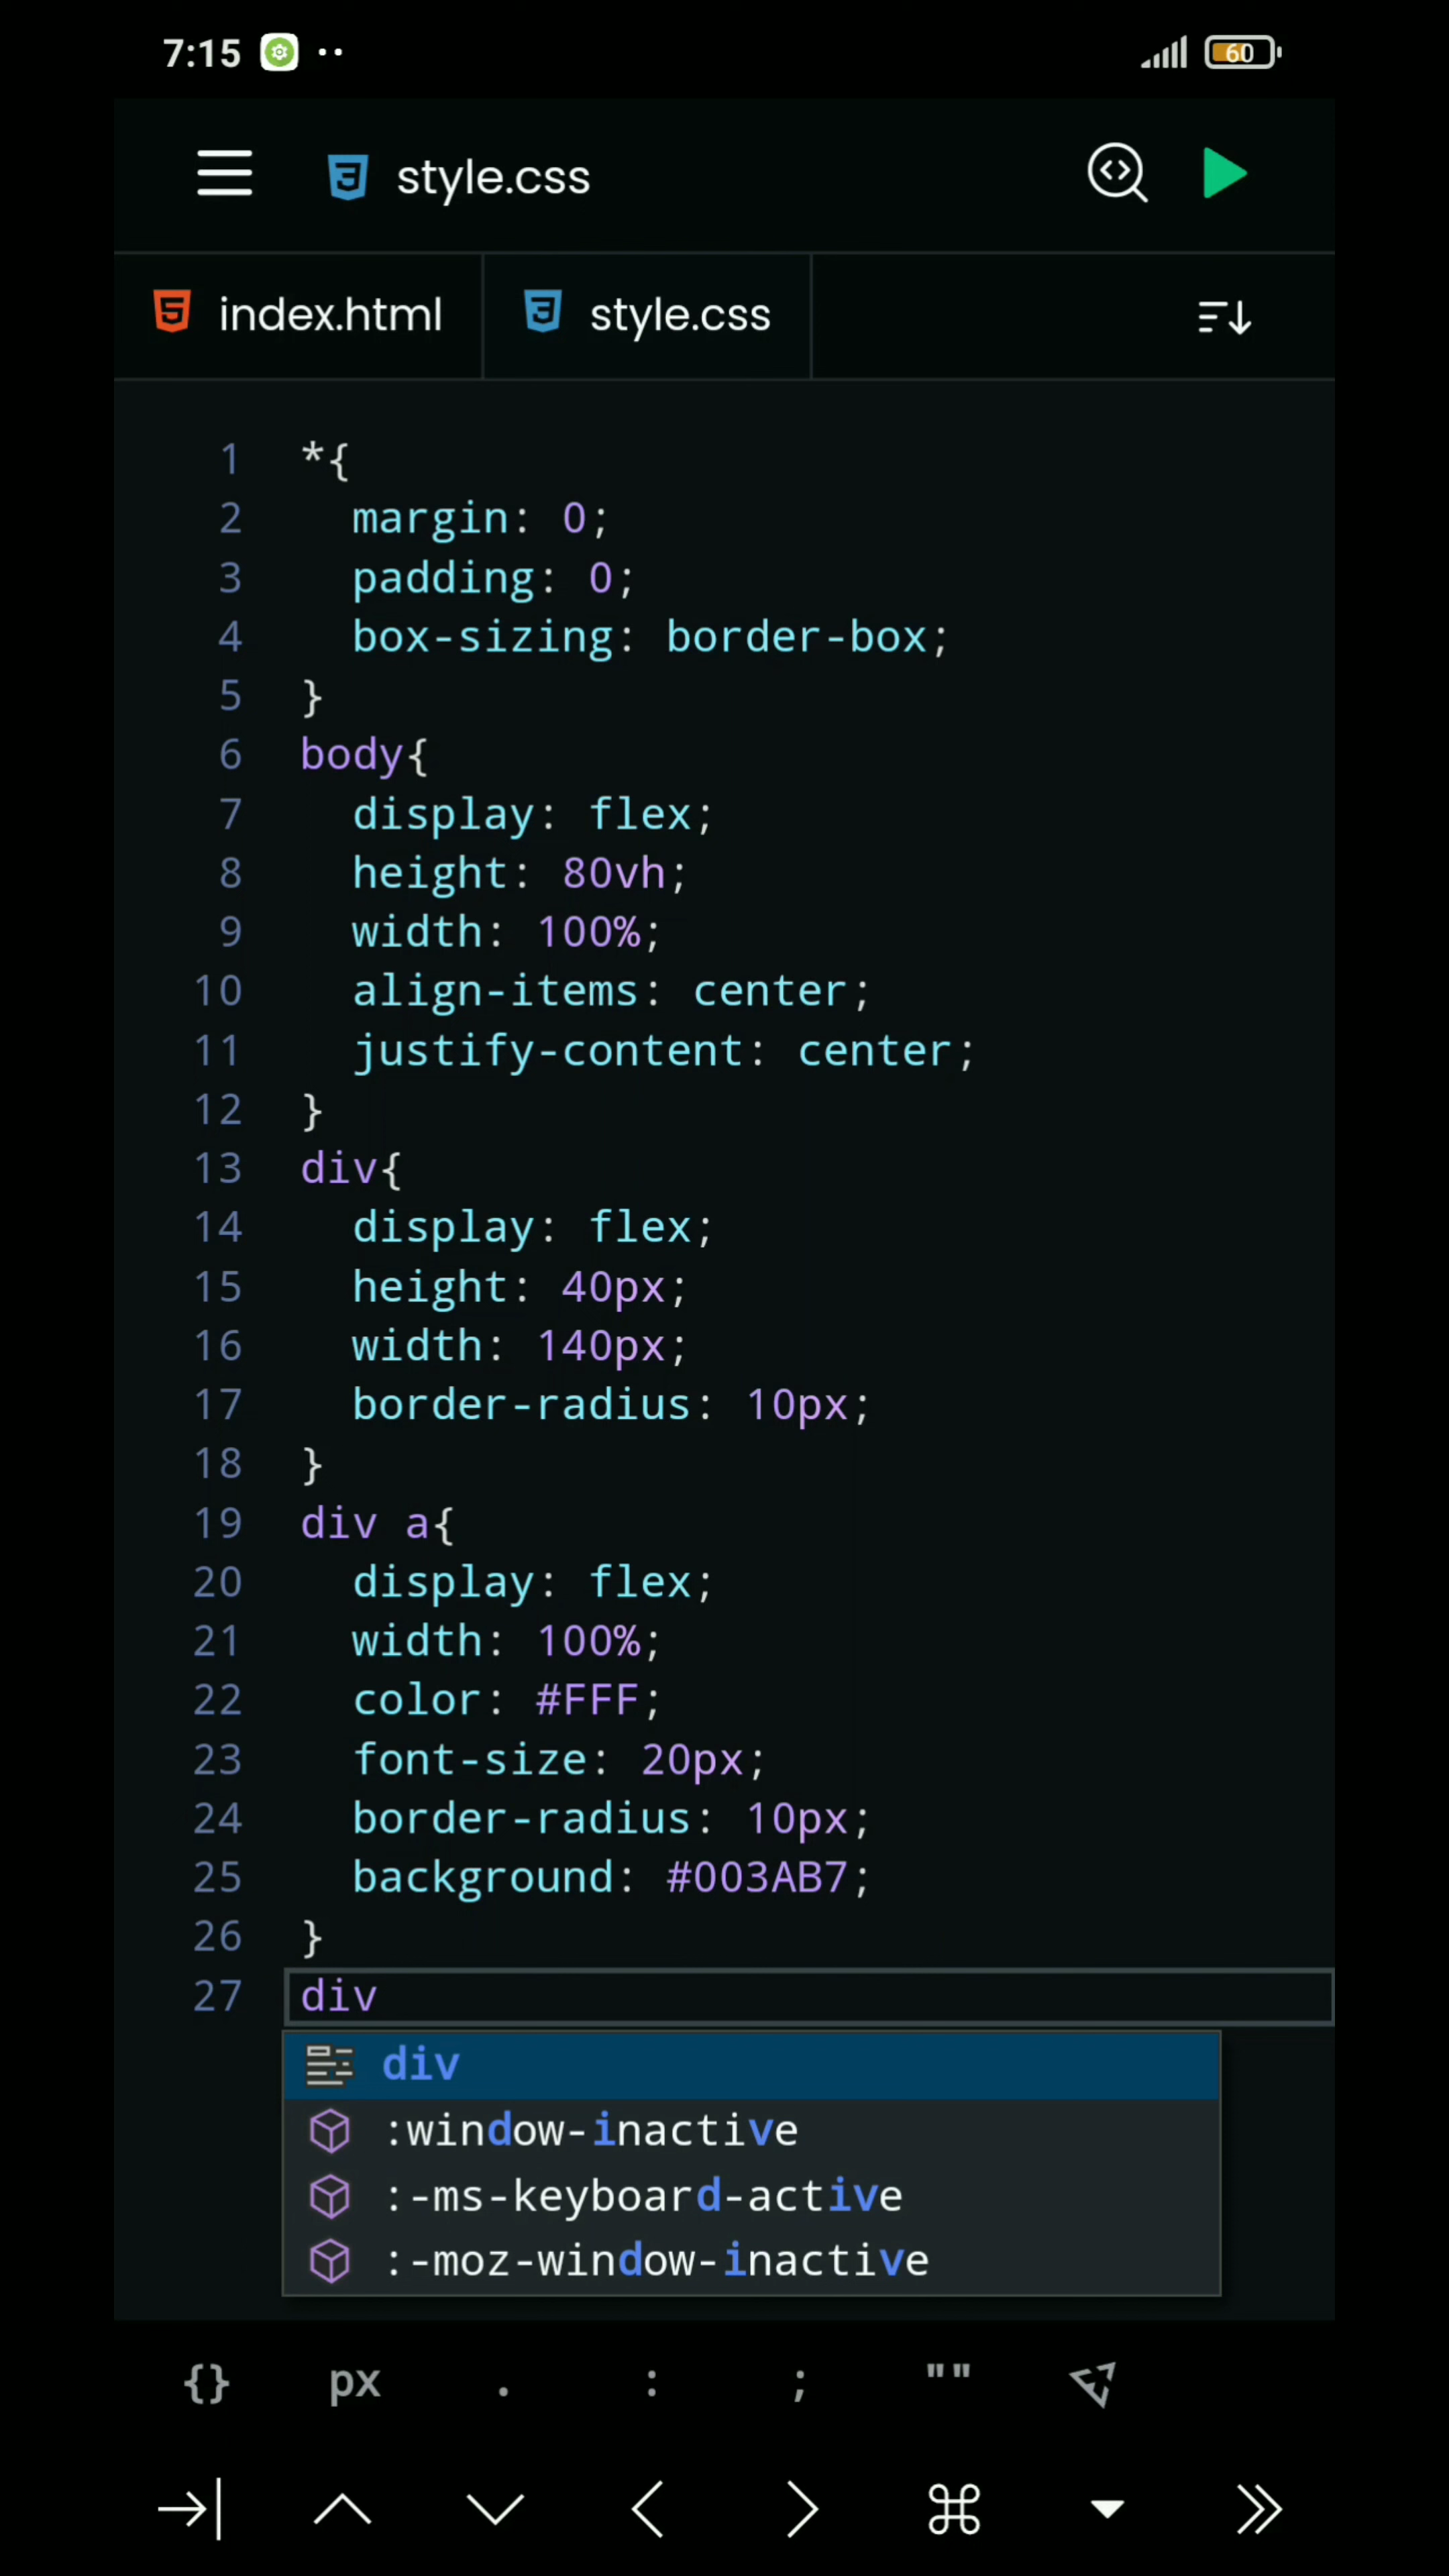 7:15
60
style.css
index.html
style.css
1 *{
2 margin: 0;
3 padding: 0;
4 box-sizing: border-box;
5 }
6 body{
7 display: flex;
8 height: 80vh;
9 width: 100%;
10 align-items: center;
11 justify-content: center;
12 }
13 div{
14 display: flex;
15 height: 40px;
16 width: 140px;
17 border-radius: 10px;
18 }
19 div a{
20 display: flex;
21 width: 100%;
22 color: #FFF;
23 font-size: 20px;
24 border-radius: 10px;
25 background: #003AB7;
26 }
27 div
div
:window-inactive
:-ms-keyboard-active
:-moz-window-inactive
{} px . : ; ""